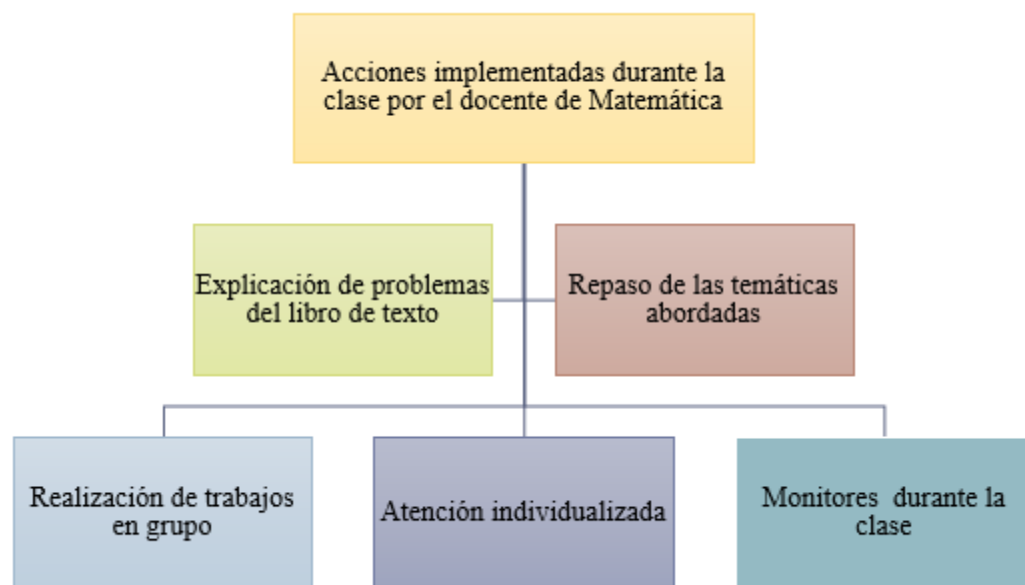 Acciones implementadas durante la
clase por el docente de Matemática
Explicación de problemas
del libro de texto
Repaso de las temáticas
abordadas
Realización de trabajos
en grupo
Atención individualizada
Monitores durante la
clase